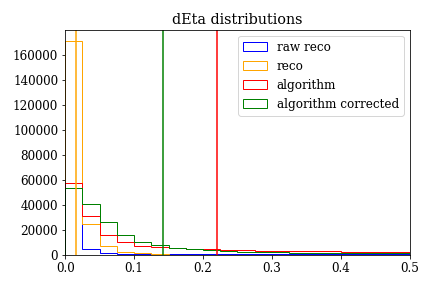 dEta distributions
160000
140000
120000
100000
80000
60000
40000
20000
0
0.0 0.1 0.2 0.3 0.4 0.5
raw reco
reco
algorithm
algorithm corrected